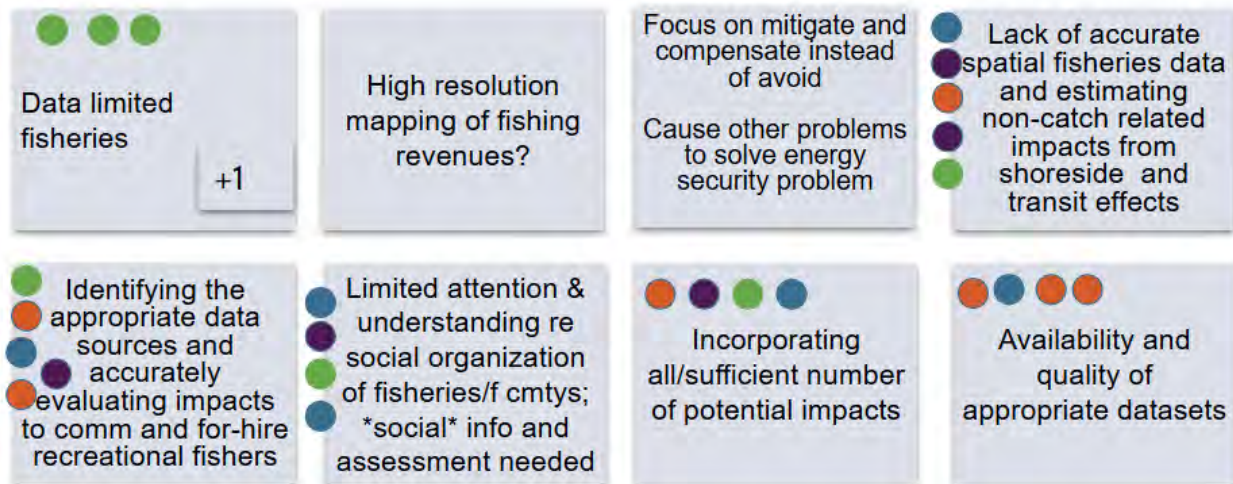 Data limited
fisheries
+1
High resolution
mapping of fishing
revenues?
Focus on mitigate and
compensate instead
of avoid
Cause other problems
to solve energy
security problem
Lack of accurate
spatial fisheries data
and estimating
non-catch related
impacts from
shoreside and
transit effects
Identifying the
appropriate data
sources and
accurately
evaluating impacts
to comm and for-hire
recreational fishers
Limited attention &
understanding re
social organization
of fisheries/f cmtys;
*social* info and
assessment needed
Incorporating
all/sufficient number
of potential impacts
Availability and
quality of
appropriate datasets